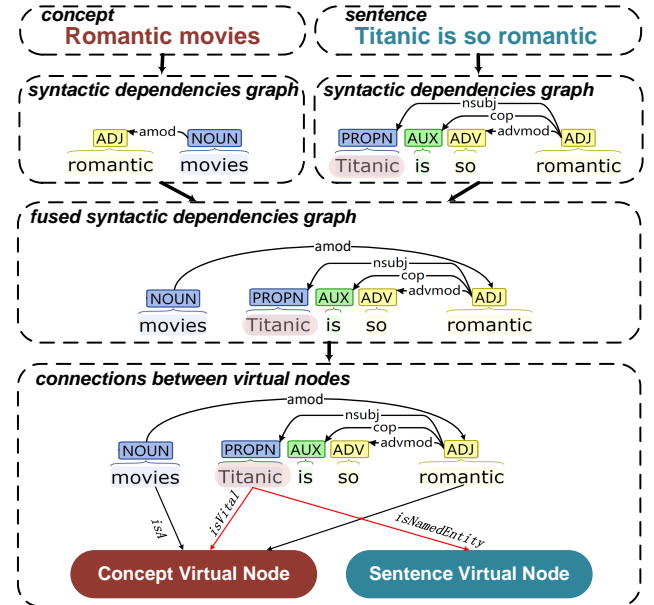 concept
Romantic movies
sentence
Titanic is so romantic
syntactic dependencies graph
amod
ADJ NOUN
romantic movies
syntactic dependencies graph
nsubj
cop
advmod
PROPN AUX ADV ADJ
Titanic is so romantic
fused syntactic dependencies graph
amod
nsubj
cop
advmod
NOUN PROPN AUX ADV ADJ
movies Titanic is so romantic
connections between virtual nodes
amod
nsubj
cop
advmod
NOUN PROPN AUX ADV ADJ
movies Titanic is so romantic
isA
isVital
isNamedEntity
Concept Virtual Node
Sentence Virtual Node